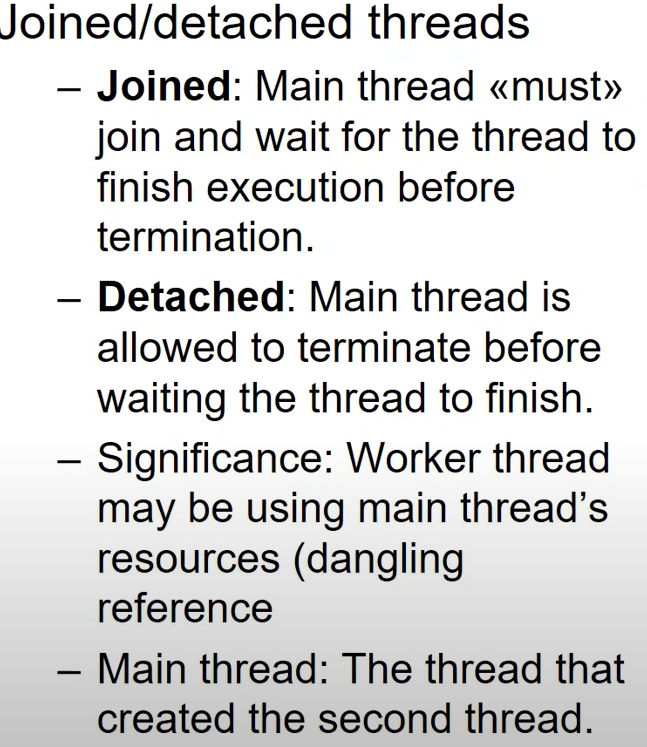 Joined/detached threads
– Joined: Main thread «must»
join and wait for the thread to
finish execution before
termination.
– Detached: Main thread is
allowed to terminate before
waiting the thread to finish.
– Significance: Worker thread
may be using main thread’s
resources (dangling
reference
– Main thread: The thread that
created the second thread.